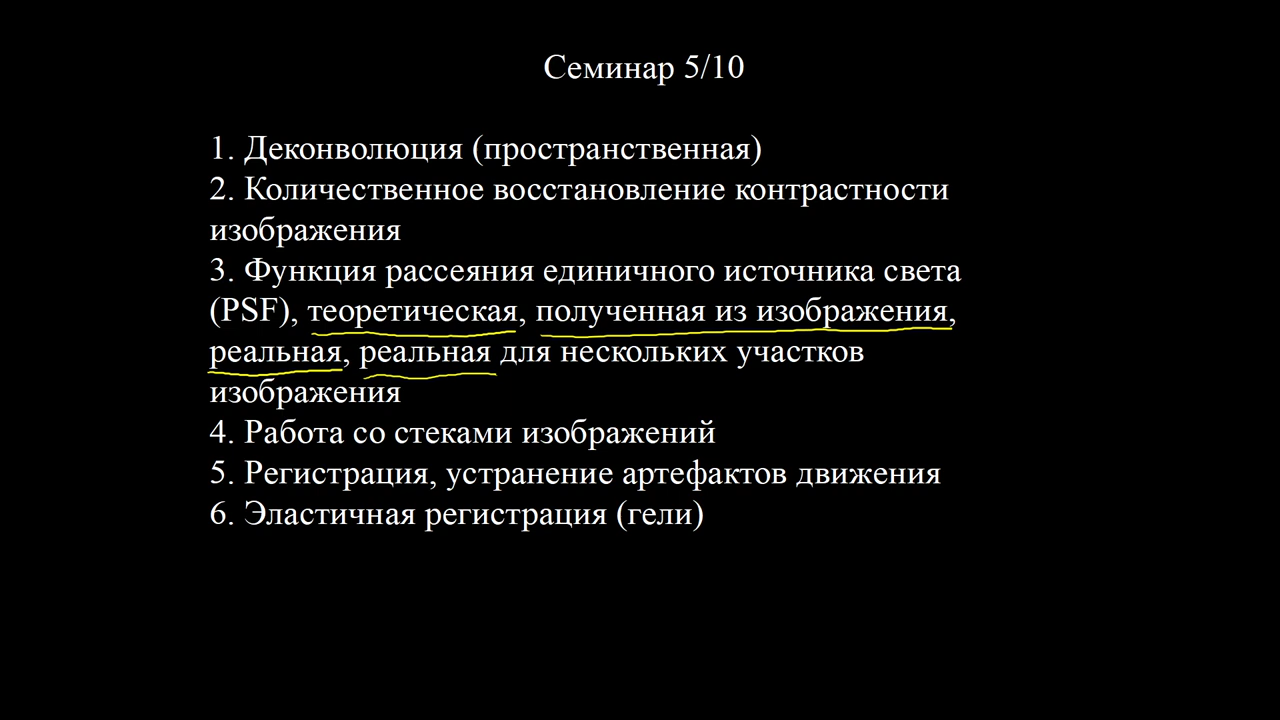 Семинар 5/10
1. Деконволюция (пространственная)
2. Количественное восстановление контрастности
изображения
3. Функция рассеяния единичного источника света
(PSF), теоретическая, полученная из изображения,
реальная, реальная для нескольких участков
изображения
4. Работа со стеками изображений
5. Регистрация, устранение артефактов движения
6. Эластичная регистрация (гели)